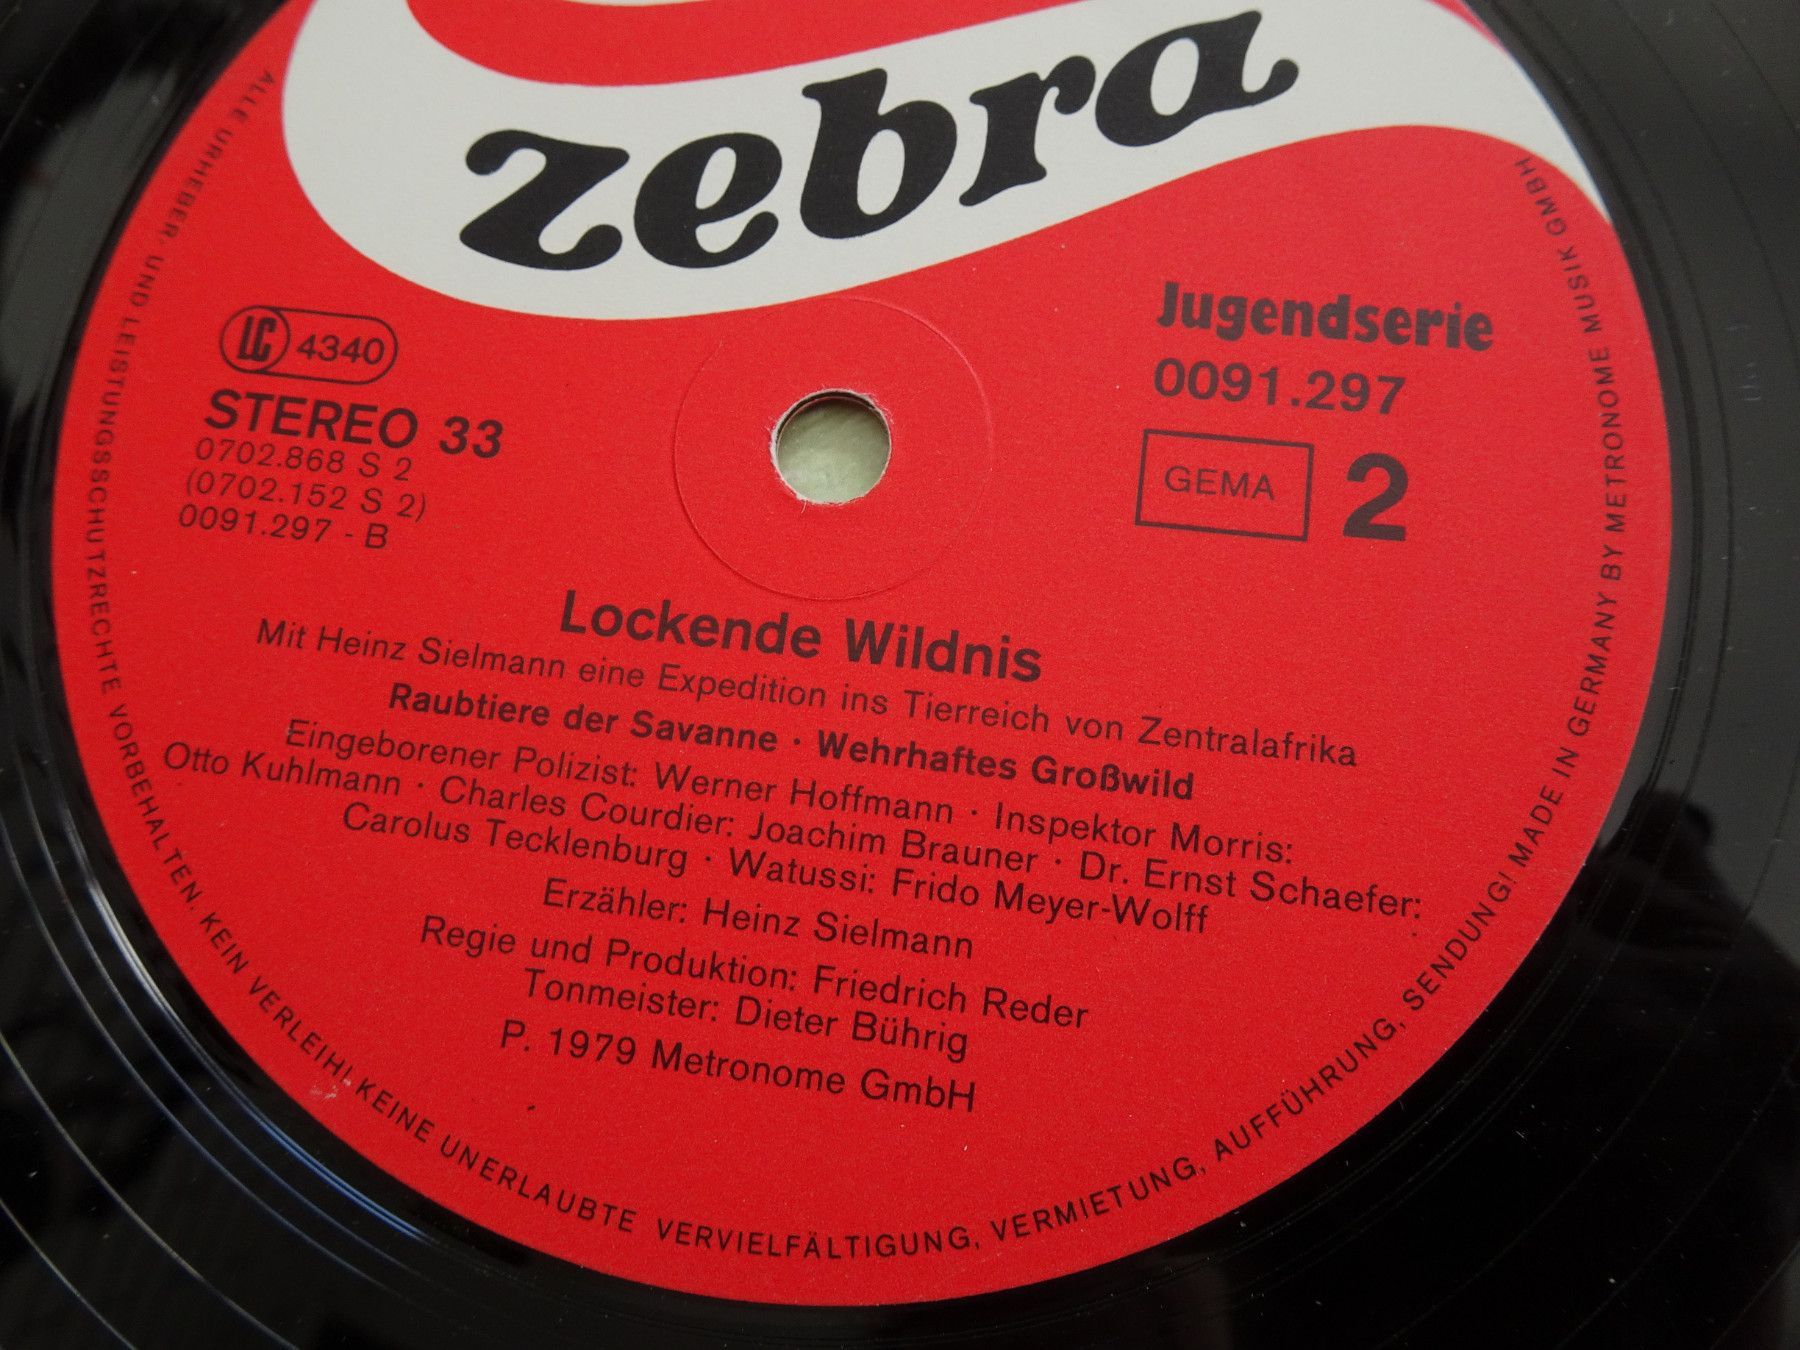 zebra
LC 4340
STEREO 33
0702.868 S 2
(0702.152 S 2)
0091.297 - B
Jugendserie
0091.297
GEMA 2
Lockende Wildnis
Mit Heinz Sielmann eine Expedition ins Tierreich von Zentralafrika
Raubtiere der Savanne · Wehrhaftes Großwild
Eingeborener Polizist: Werner Hoffmann · Inspektor Morris:
Otto Kuhlmann · Charles Courdier: Joachim Brauner · Dr. Ernst Schaefer:
Carolus Tecklenburg · Watussi: Frido Meyer-Wolff
Erzähler: Heinz Sielmann
Regie und Produktion: Friedrich Reder
Tonmeister: Dieter Bührig
P. 1979 Metronome GmbH
ALLE URHEBER. UND LEISTUNGSSCHUTZRECHTE VORBEHALTEN. KEIN VERLEIH! KEINE UNERLAUBTE VERVIELFÄLTIGUNG, VERMIETUNG, AUFFÜHRUNG, SENDUNG! MADE IN GERMANY BY METRONOME MUSIK GMBH